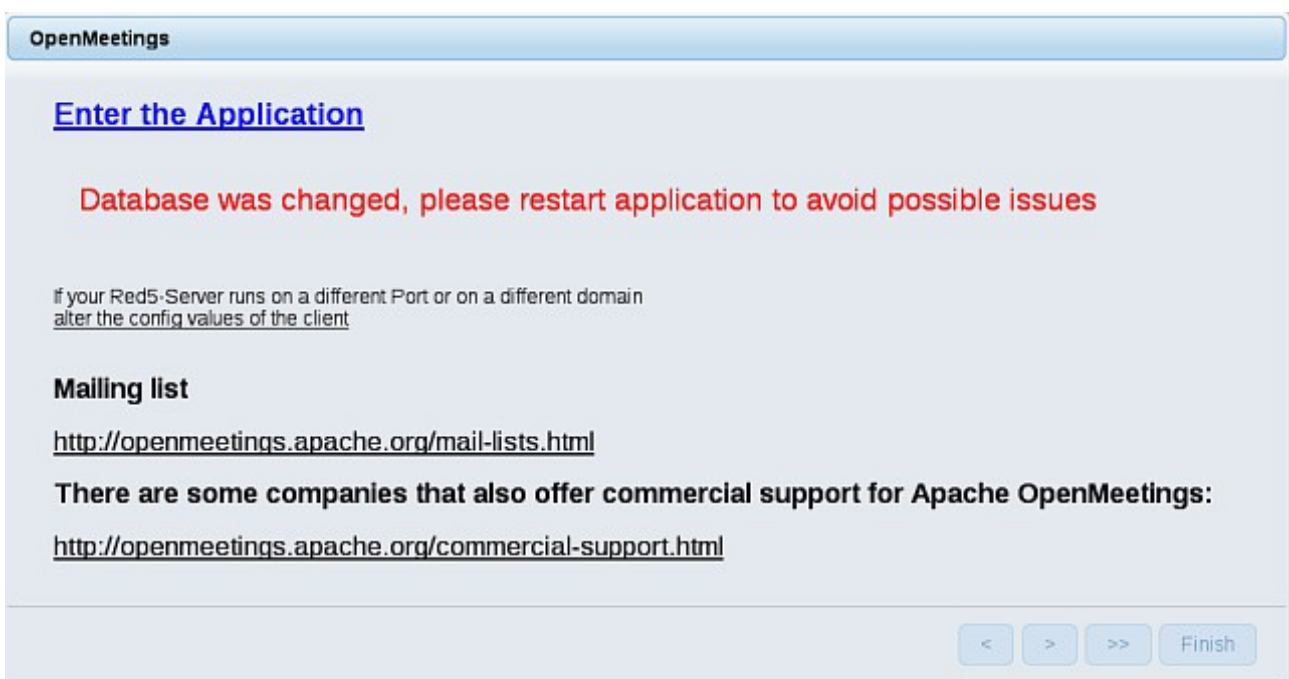 OpenMeetings
Enter the Application
Database was changed, please restart application to avoid possible issues
If your Red5-Server runs on a different Port or on a different domain
alter the config values of the client
Mailing list
http://openmeetings.apache.org/mail-lists.html
There are some companies that also offer commercial support for Apache OpenMeetings:
http://openmeetings.apache.org/commercial-support.html
< > >> Finish